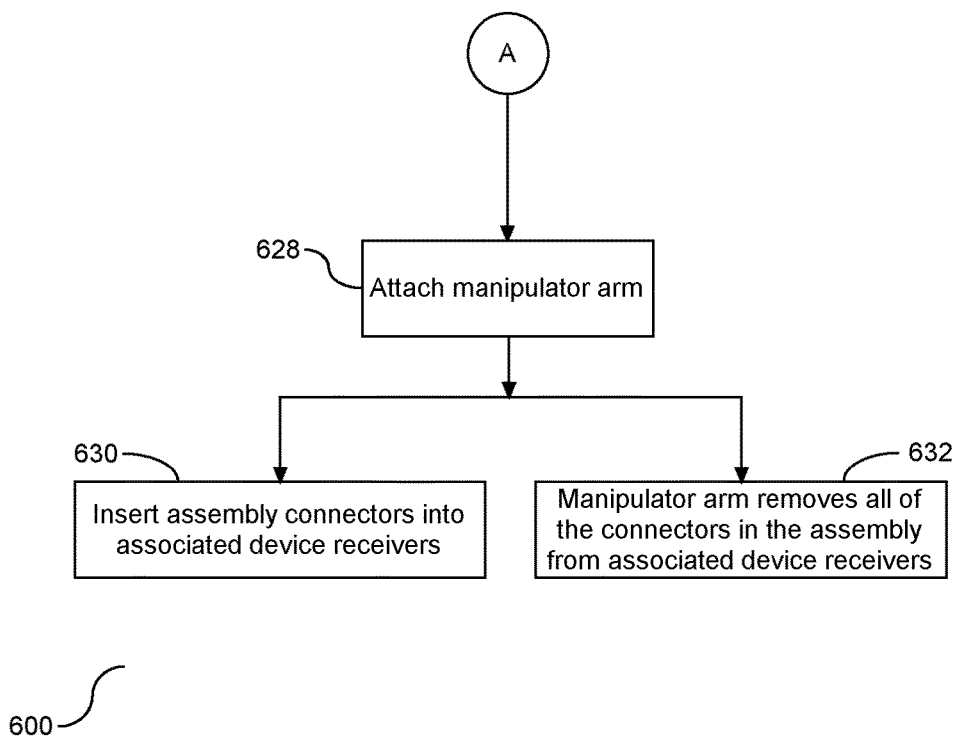 A
628
Attach manipulator arm
630
632
Insert assembly connectors into
associated device receivers
Manipulator arm removes all of
the connectors in the assembly
from associated device receivers
600